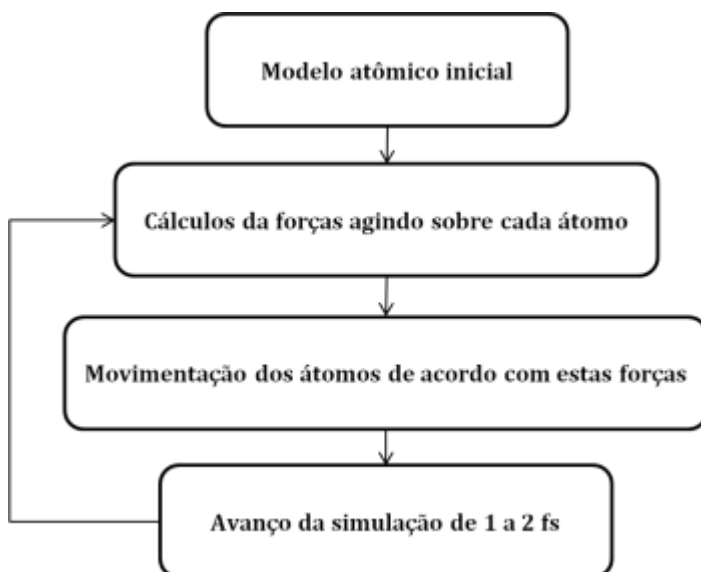 Modelo atômico inicial
Cálculos da forças agindo sobre cada átomo
Movimentação dos átomos de acordo com estas forças
Avanço da simulação de 1 a 2 fs